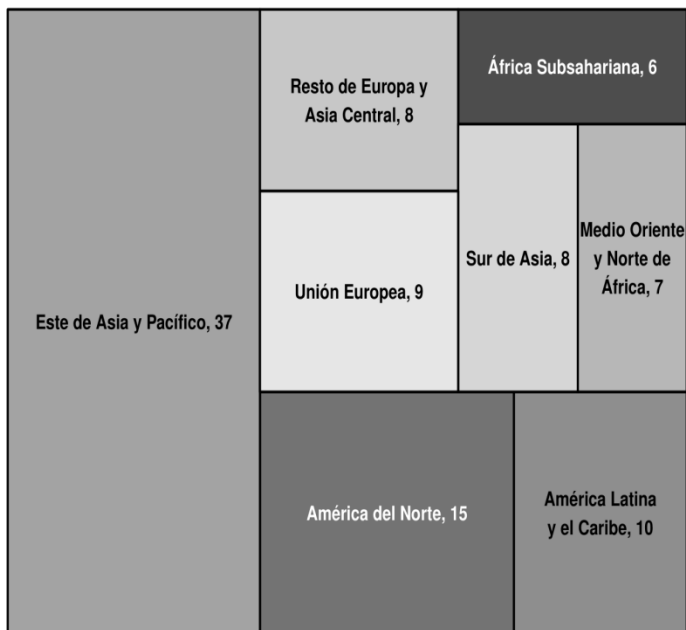 Este de Asia y Pacífico, 37
Resto de Europa y
Asia Central, 8
Unión Europea, 9
África Subsahariana, 6
Sur de Asia, 8
Medio Oriente
y Norte de
África, 7
América del Norte, 15
América Latina
y el Caribe, 10